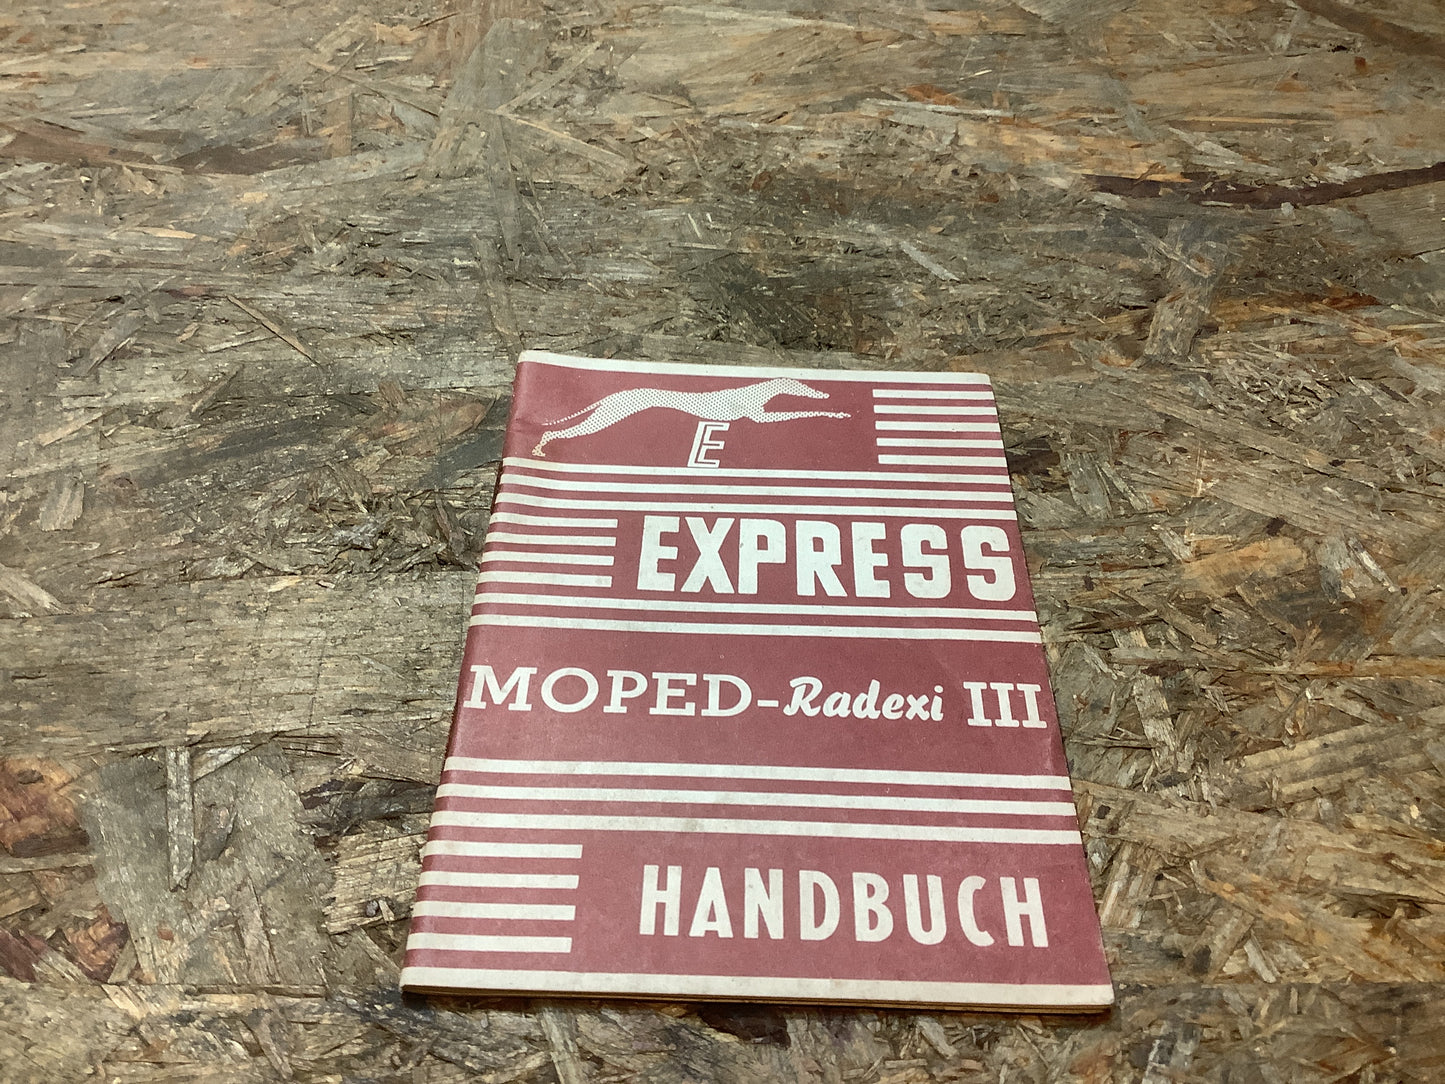 E
EXPRESS
MOPED-Radexi III
HANDBUCH